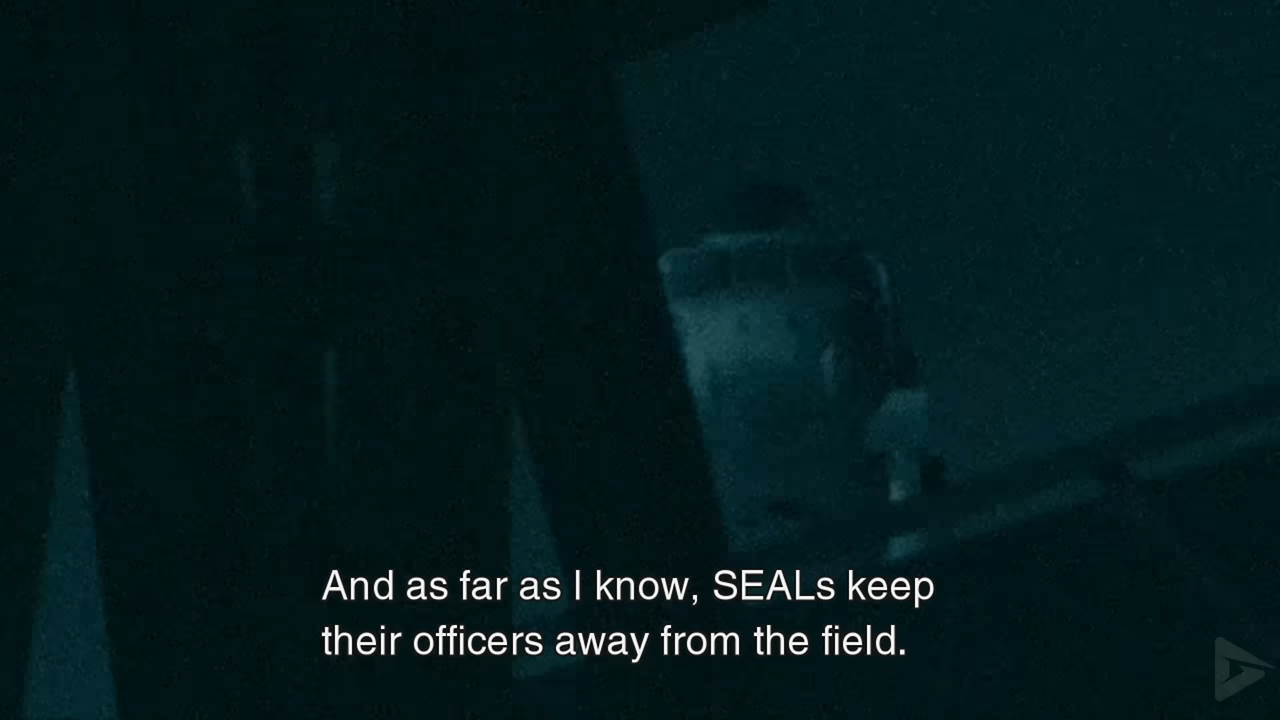 And as far as I know, SEALs keep
their officers away from the field.